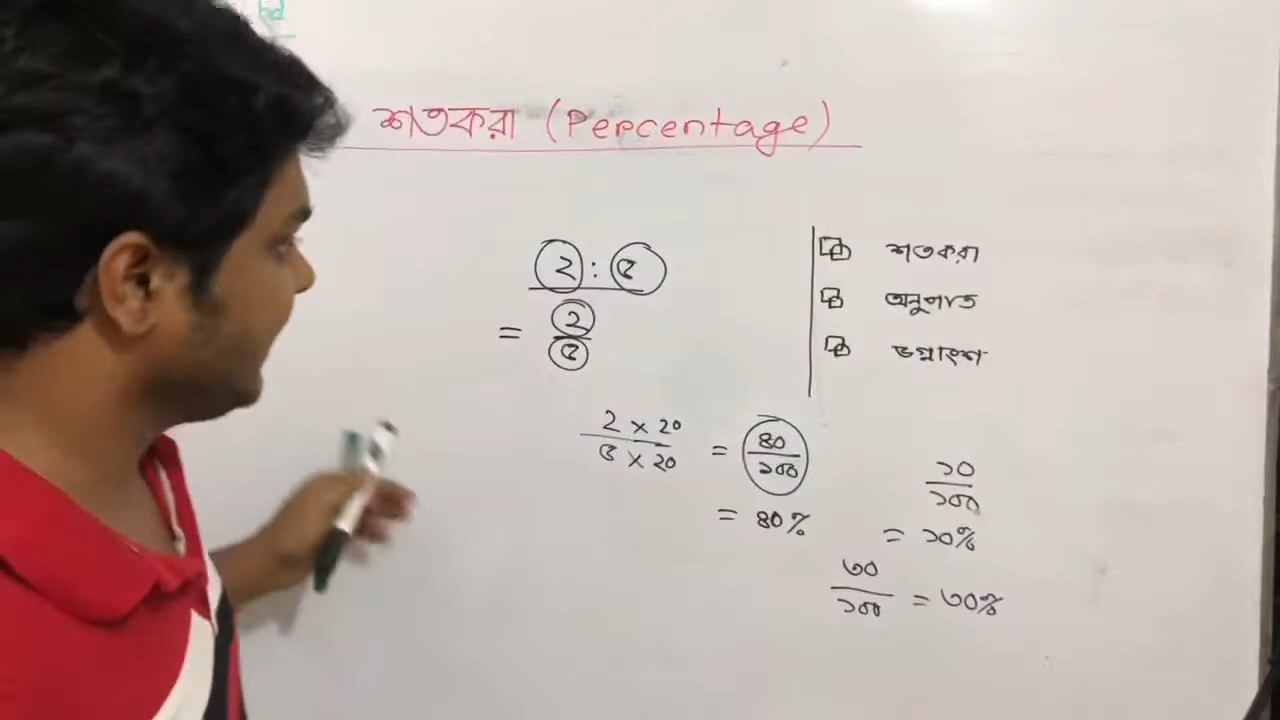 bd
শতকরা (Percentage)
২ : ৫
= ২/৫
২ × ২০ / ৫ × ২০ = ৪০/১০০
= ৪০%
শতকরা
অনুপাত
ভগ্নাংশ
১০/১০০
= ১০%
৩০/১০০ = ৩০%